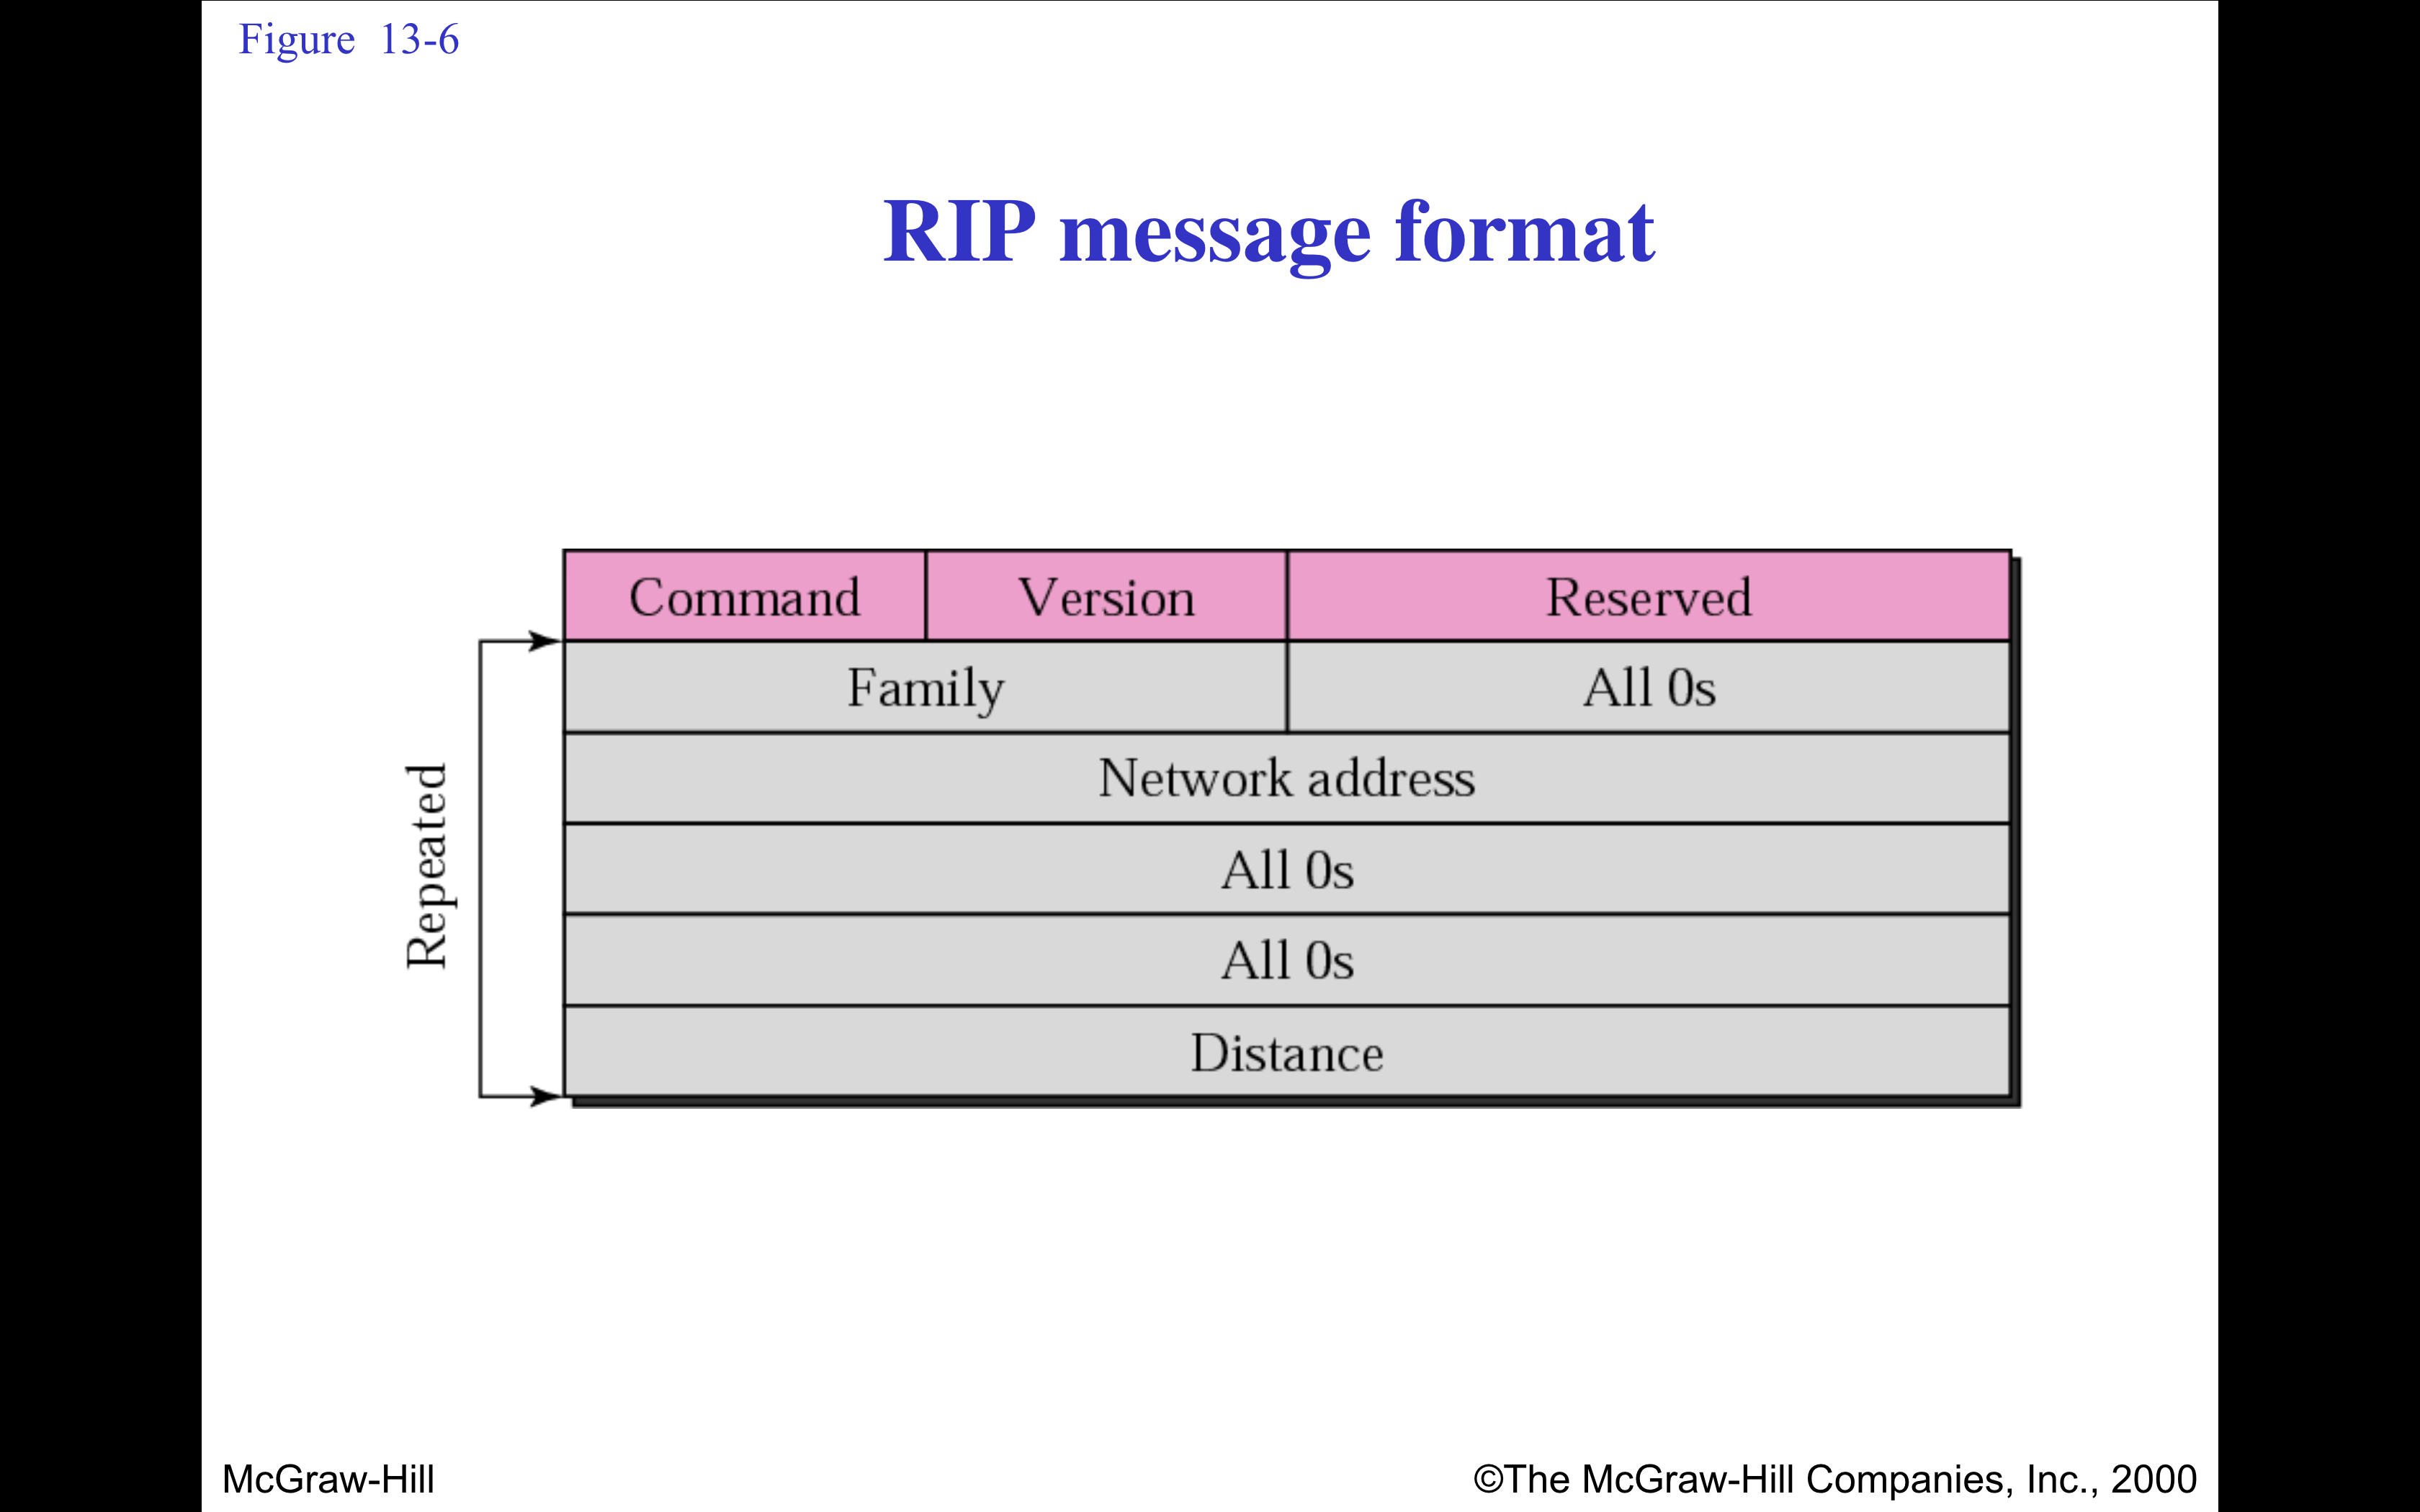 Figure 13-6
RIP message format
Command Version Reserved
Family All 0s
Network address
All 0s
All 0s
Distance
Repeated
McGraw-Hill
©The McGraw-Hill Companies, Inc., 2000